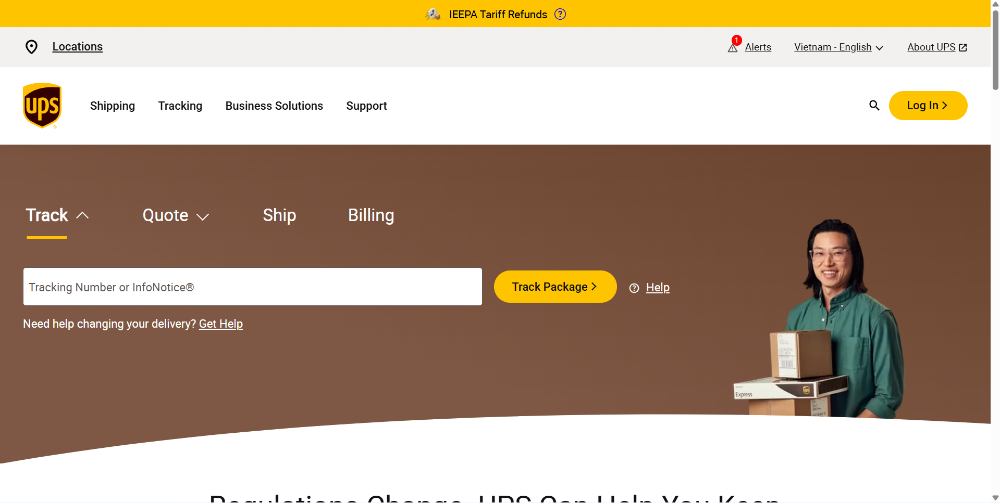 IEEPA Tariff Refunds ?
Locations
1 Alerts
Vietnam - English
About UPS
ups
Shipping
Tracking
Business Solutions
Support
Log In
Track
Quote
Ship
Billing
Tracking Number or InfoNotice®
Track Package
? Help
Need help changing your delivery? Get Help
Express
ups
Regulations Change. UPS Can Help You Keep